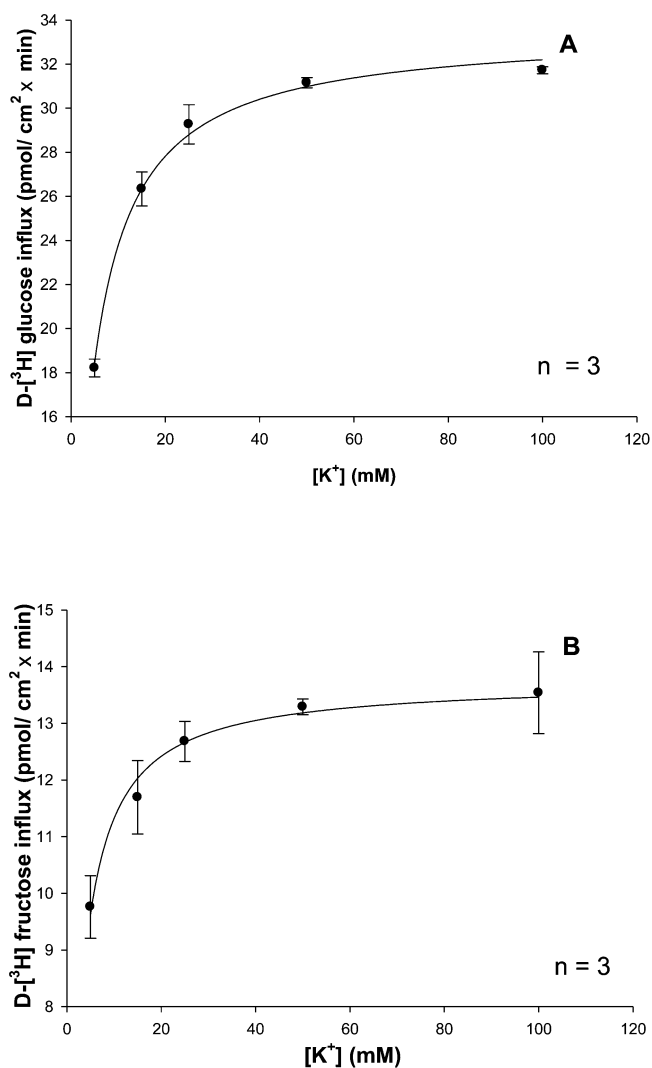 34
32
30
28
26
24
22
20
18
16
D-[³H] glucose influx (pmol/ cm² x min)
A
n = 3
0 20 40 60 80 100 120
[K⁺] (mM)
15
14
13
12
11
10
9
8
D-[³H] fructose influx (pmol/ cm² x min)
B
n = 3
0 20 40 60 80 100 120
[K⁺] (mM)